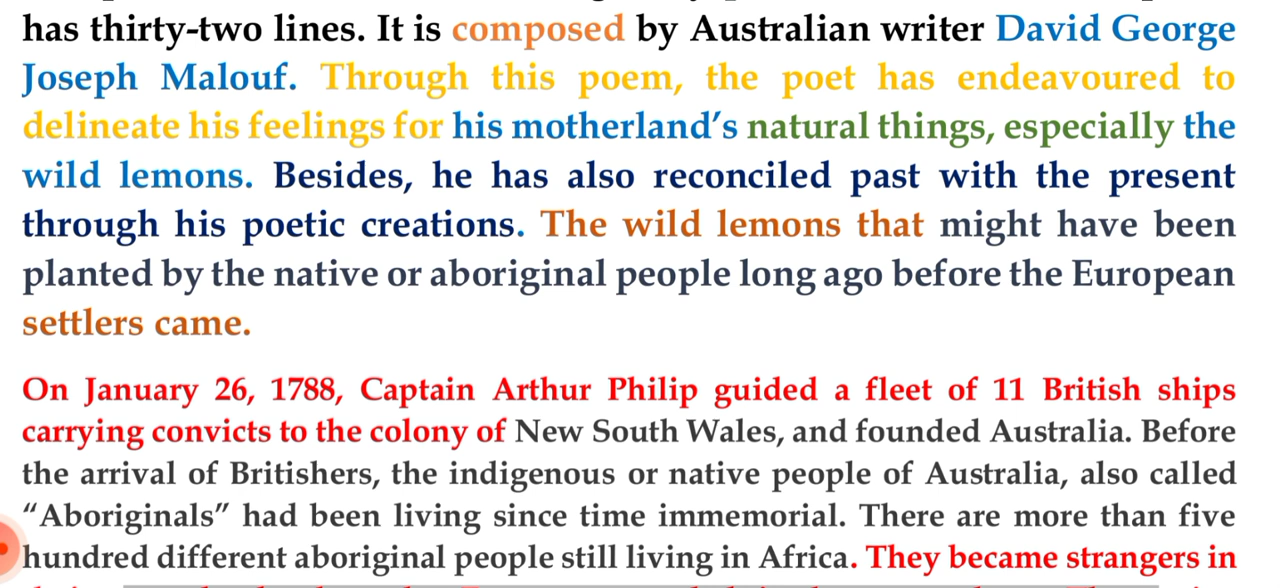 has thirty-two lines. It is composed by Australian writer David George
Joseph Malouf. Through this poem, the poet has endeavoured to
delineate his feelings for his motherland's natural things, especially the
wild lemons. Besides, he has also reconciled past with the present
through his poetic creations. The wild lemons that might have been
planted by the native or aboriginal people long ago before the European
settlers came.
On January 26, 1788, Captain Arthur Philip guided a fleet of 11 British ships
carrying convicts to the colony of New South Wales, and founded Australia. Before
the arrival of Britishers, the indigenous or native people of Australia, also called
“Aboriginals” had been living since time immemorial. There are more than five
hundred different aboriginal people still living in Africa. They became strangers in